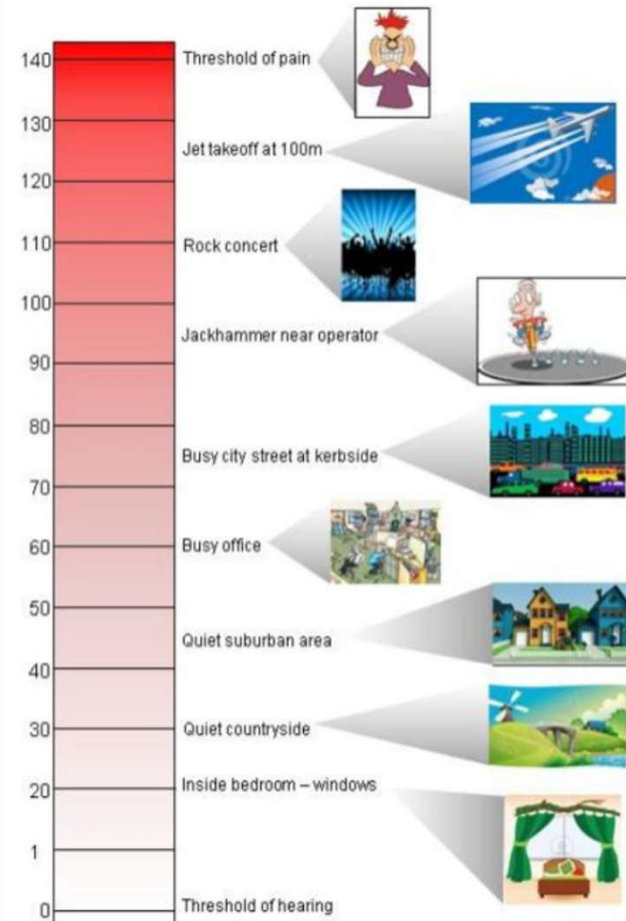 140
Threshold of pain
130
Jet takeoff at 100m
120
110
Rock concert
100
Jackhammer near operator
90
80
Busy city street at kerbside
70
60
Busy office
50
Quiet suburban area
40
30
Quiet countryside
20
Inside bedroom – windows
1
0
Threshold of hearing